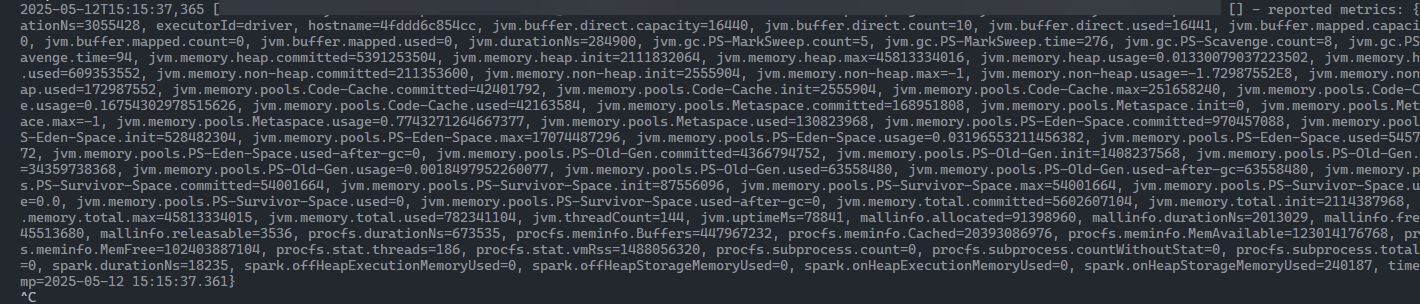 2025-05-12T15:15:37,365 [ [] - reported metrics: {
ationNs=3055428, executorId=driver, hostname=4fddd6c854cc, jvm.buffer.direct.capacity=16440, jvm.buffer.direct.count=10, jvm.buffer.direct.used=16441, jvm.buffer.mapped.capaci
0, jvm.buffer.mapped.count=0, jvm.buffer.mapped.used=0, jvm.durationNs=284900, jvm.gc.PS-MarkSweep.count=5, jvm.gc.PS-MarkSweep.time=276, jvm.gc.PS-Scavenge.count=8, jvm.gc.PS
avenge.time=94, jvm.memory.heap.committed=5391253504, jvm.memory.heap.init=2111832064, jvm.memory.heap.max=45813334016, jvm.memory.heap.usage=0.01330079037223502, jvm.memory.h
.used=609353552, jvm.memory.non-heap.committed=211353600, jvm.memory.non-heap.init=2555904, jvm.memory.non-heap.max=-1, jvm.memory.non-heap.usage=-1.72987552E8, jvm.memory.non
ap.used=172987552, jvm.memory.pools.Code-Cache.committed=42401792, jvm.memory.pools.Code-Cache.init=2555904, jvm.memory.pools.Code-Cache.max=251658240, jvm.memory.pools.Code-C
e.usage=0.16754302978515626, jvm.memory.pools.Code-Cache.used=42163584, jvm.memory.pools.Metaspace.committed=168951808, jvm.memory.pools.Metaspace.init=0, jvm.memory.pools.Met
ace.max=-1, jvm.memory.pools.Metaspace.usage=0.7743271264667377, jvm.memory.pools.Metaspace.used=130823968, jvm.memory.pools.PS-Eden-Space.committed=970457088, jvm.memory.pool
S-Eden-Space.init=528482304, jvm.memory.pools.PS-Eden-Space.max=17074487296, jvm.memory.pools.PS-Eden-Space.usage=0.0319655321145638​2, jvm.memory.pools.PS-Eden-Space.used=5457
72, jvm.memory.pools.PS-Eden-Space.used-after-gc=0, jvm.memory.pools.PS-Old-Gen.committed=4366794752, jvm.memory.pools.PS-Old-Gen.init=1408237568, jvm.memory.pools.PS-Old-Gen.
=34359738368, jvm.memory.pools.PS-Old-Gen.usage=0.0018497952260077, jvm.memory.pools.PS-Old-Gen.used=63558480, jvm.memory.pools.PS-Old-Gen.used-after-gc=63558480, jvm.memory.p
s.PS-Survivor-Space.committed=54001664, jvm.memory.pools.PS-Survivor-Space.init=87556096, jvm.memory.pools.PS-Survivor-Space.max=54001664, jvm.memory.pools.PS-Survivor-Space.u
e=0.0, jvm.memory.pools.PS-Survivor-Space.used=0, jvm.memory.pools.PS-Survivor-Space.used-after-gc=0, jvm.memory.total.committed=5602607104, jvm.memory.total.init=2114387968, j
.memory.total.max=45813334015, jvm.memory.total.used=782341104, jvm.threadCount=144, jvm.uptimeMs=78841, mallinfo.allocated=91398960, mallinfo.durationNs=2013029, mallinfo.fre
45513680, mallinfo.releasable=3536, procfs.durationNs=673535, procfs.meminfo.Buffers=447967232, procfs.meminfo.Cached=20393086976, procfs.meminfo.MemAvailable=123014176768, pr
s.meminfo.MemFree=102403887104, procfs.stat.threads=186, procfs.stat.vmRss=1488056320, procfs.subprocess.count=0, procfs.subprocess.countWithoutStat=0, procfs.subprocess.total
=0, spark.durationNs=18235, spark.offHeapExecutionMemoryUsed=0, spark.offHeapStorageMemoryUsed=0, spark.onHeapExecutionMemoryUsed=0, spark.onHeapStorageMemoryUsed=240187, time
mp=2025-05-12 15:15:37.361}
^C